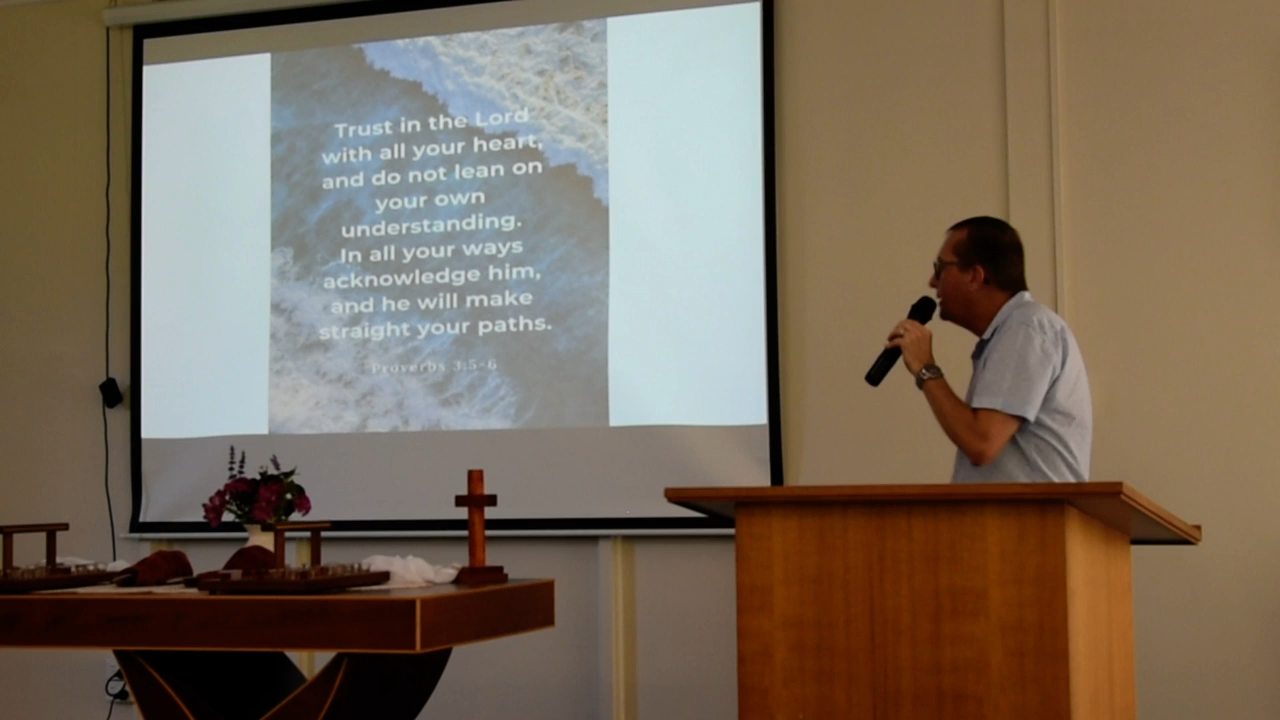 Trust in the Lord
with all your heart,
and do not lean on
your own
understanding.
In all your ways
acknowledge him,
and he will make
straight your paths.
Proverbs 3:5-6